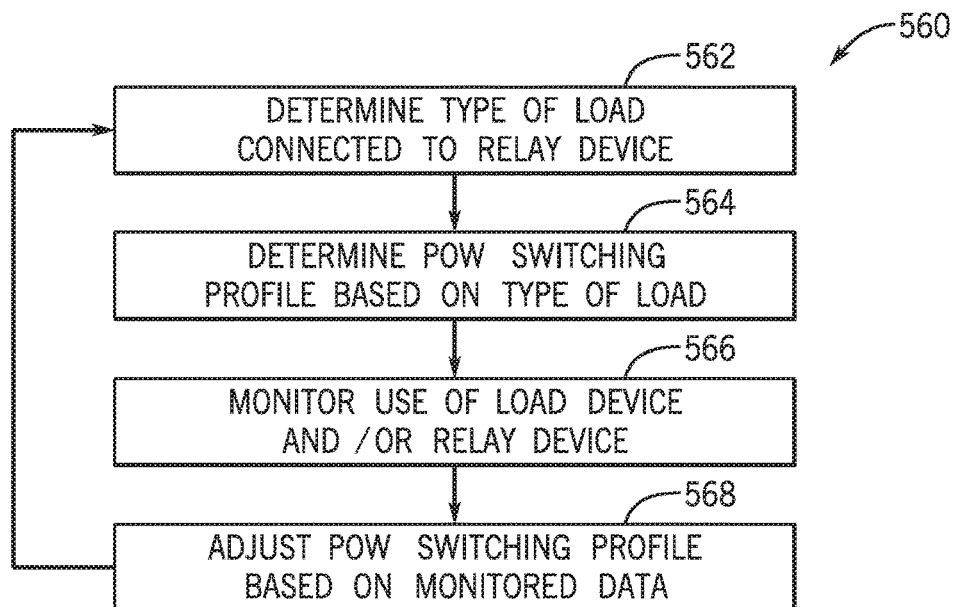 560
562
DETERMINE TYPE OF LOAD
CONNECTED TO RELAY DEVICE
564
DETERMINE POW SWITCHING
PROFILE BASED ON TYPE OF LOAD
566
MONITOR USE OF LOAD DEVICE
AND /OR RELAY DEVICE
568
ADJUST POW SWITCHING PROFILE
BASED ON MONITORED DATA